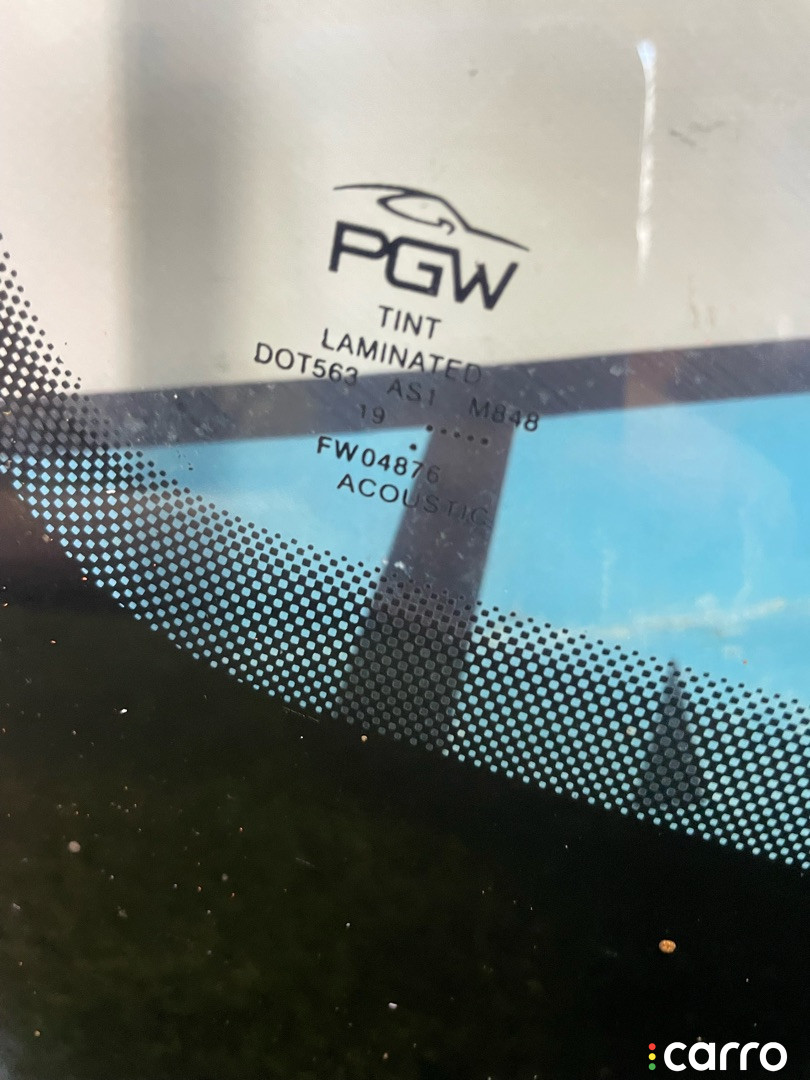 PGW
TINT
LAMINATED
DOT563 AS1 M848
19 .....
.
FW04876
ACOUSTIC
carro